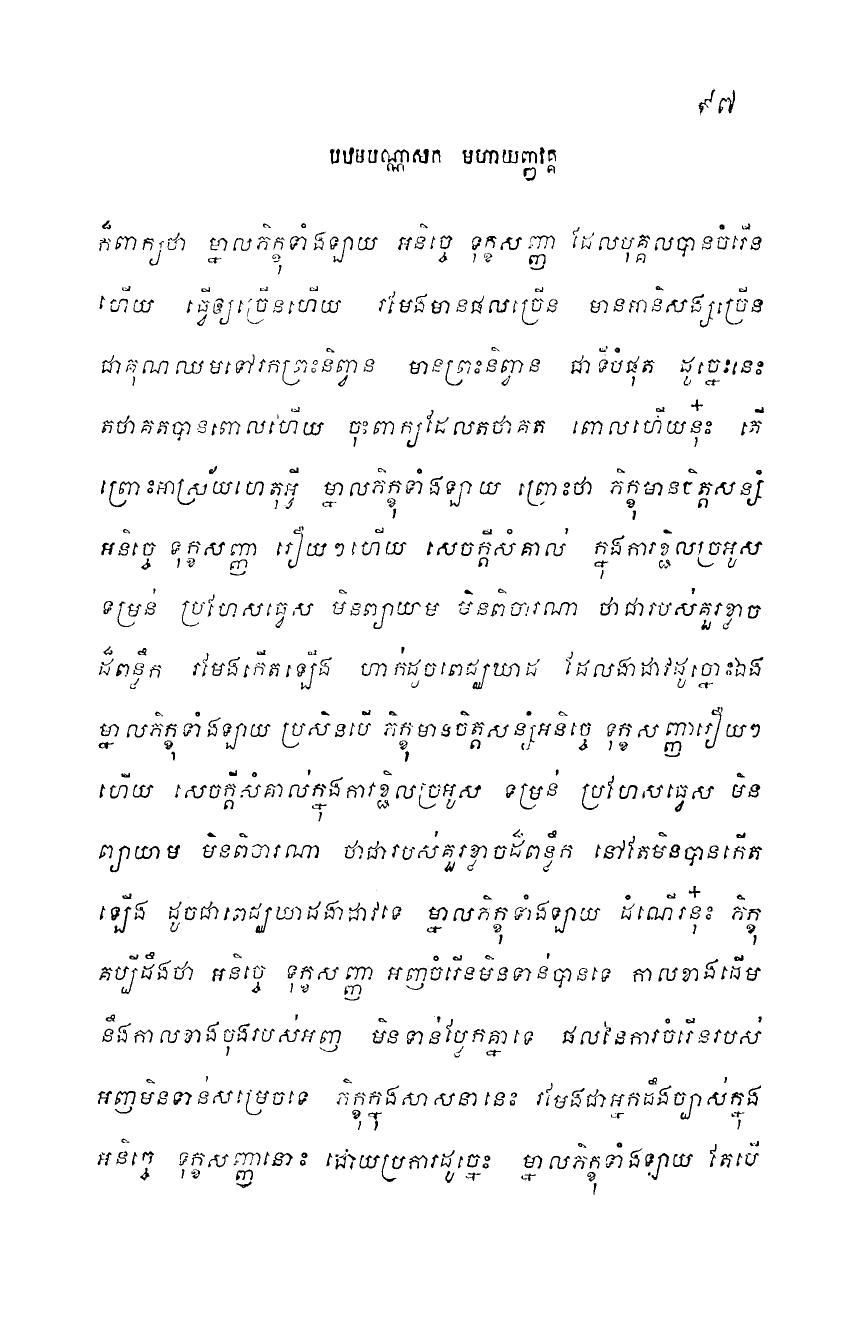 ៩៧
បឋមបណ្ណាសក មហាយញ្ញវគ្គ
ក៏ពាក្យថា ម្នាលភិក្ខុទាំងឡាយ អនិច្ចេ ទុក្ខសញ្ញា ដែលបុគ្គលបានចំរើន
ហើយ ធ្វើឲ្យច្រើនហើយ រមែងមានផលច្រើន មានអានិសង្សច្រើន
ជាគុណឈមទៅរកព្រះនិព្វាន មានព្រះនិព្វាន ជាទីបំផុត ដូច្នេះនេះ
តថាគតបានពោលហើយ ចុះពាក្យដែលតថាគត ពោលហើយនុ៎ះ តើ
ព្រោះអាស្រ័យហេតុអ្វី ម្នាលភិក្ខុទាំងឡាយ ព្រោះថា ភិក្ខុមានចិត្តសន្សំ
អនិច្ចេ ទុក្ខសញ្ញា រឿយៗហើយ សេចក្តីសំគាល់ ក្នុងការខ្ជិលច្រអូស
ទម្រន់ ប្រហែសធ្វេស មិនព្យាយាម មិនពិចារណា ថាជារបស់គួរខ្លាច
ដ៏ពន្លឹក រមែងកើតឡើង ហាក់ដូចពេជ្ឈឃាដ ដែលងាដាវដូច្នោះឯង
ម្នាលភិក្ខុទាំងឡាយ ប្រសិនបើ ភិក្ខុមានចិត្តសន្សំអនិច្ចេ ទុក្ខសញ្ញារឿយៗ
ហើយ សេចក្តីសំគាល់ក្នុងការខ្ជិលច្រអូស ទម្រន់ ប្រហែសធ្វេស មិន
ព្យាយាម មិនពិចារណា ថាជារបស់គួរខ្លាចដ៏ពន្លឹក នៅតែមិនបានកើត
ឡើង ដូចជាពេជ្ឈឃាដងាដាវទេ ម្នាលភិក្ខុទាំងឡាយ ដំណើរនុ៎ះ ភិក្ខុ
គប្បីដឹងថា អនិច្ចេ ទុក្ខសញ្ញា អញចំរើនមិនទាន់បានទេ កាលខាងដើម
នឹងកាលខាងចុងរបស់អញ មិនទាន់ប្លែកគ្នាទេ ផលនៃការចំរើនរបស់
អញមិនទាន់សម្រេចទេ ភិក្ខុក្នុងសាសនានេះ រមែងជាអ្នកដឹងច្បាស់ក្នុង
អនិច្ចេ ទុក្ខសញ្ញានោះ ដោយប្រការដូច្នេះ ម្នាលភិក្ខុទាំងឡាយ តែបើ